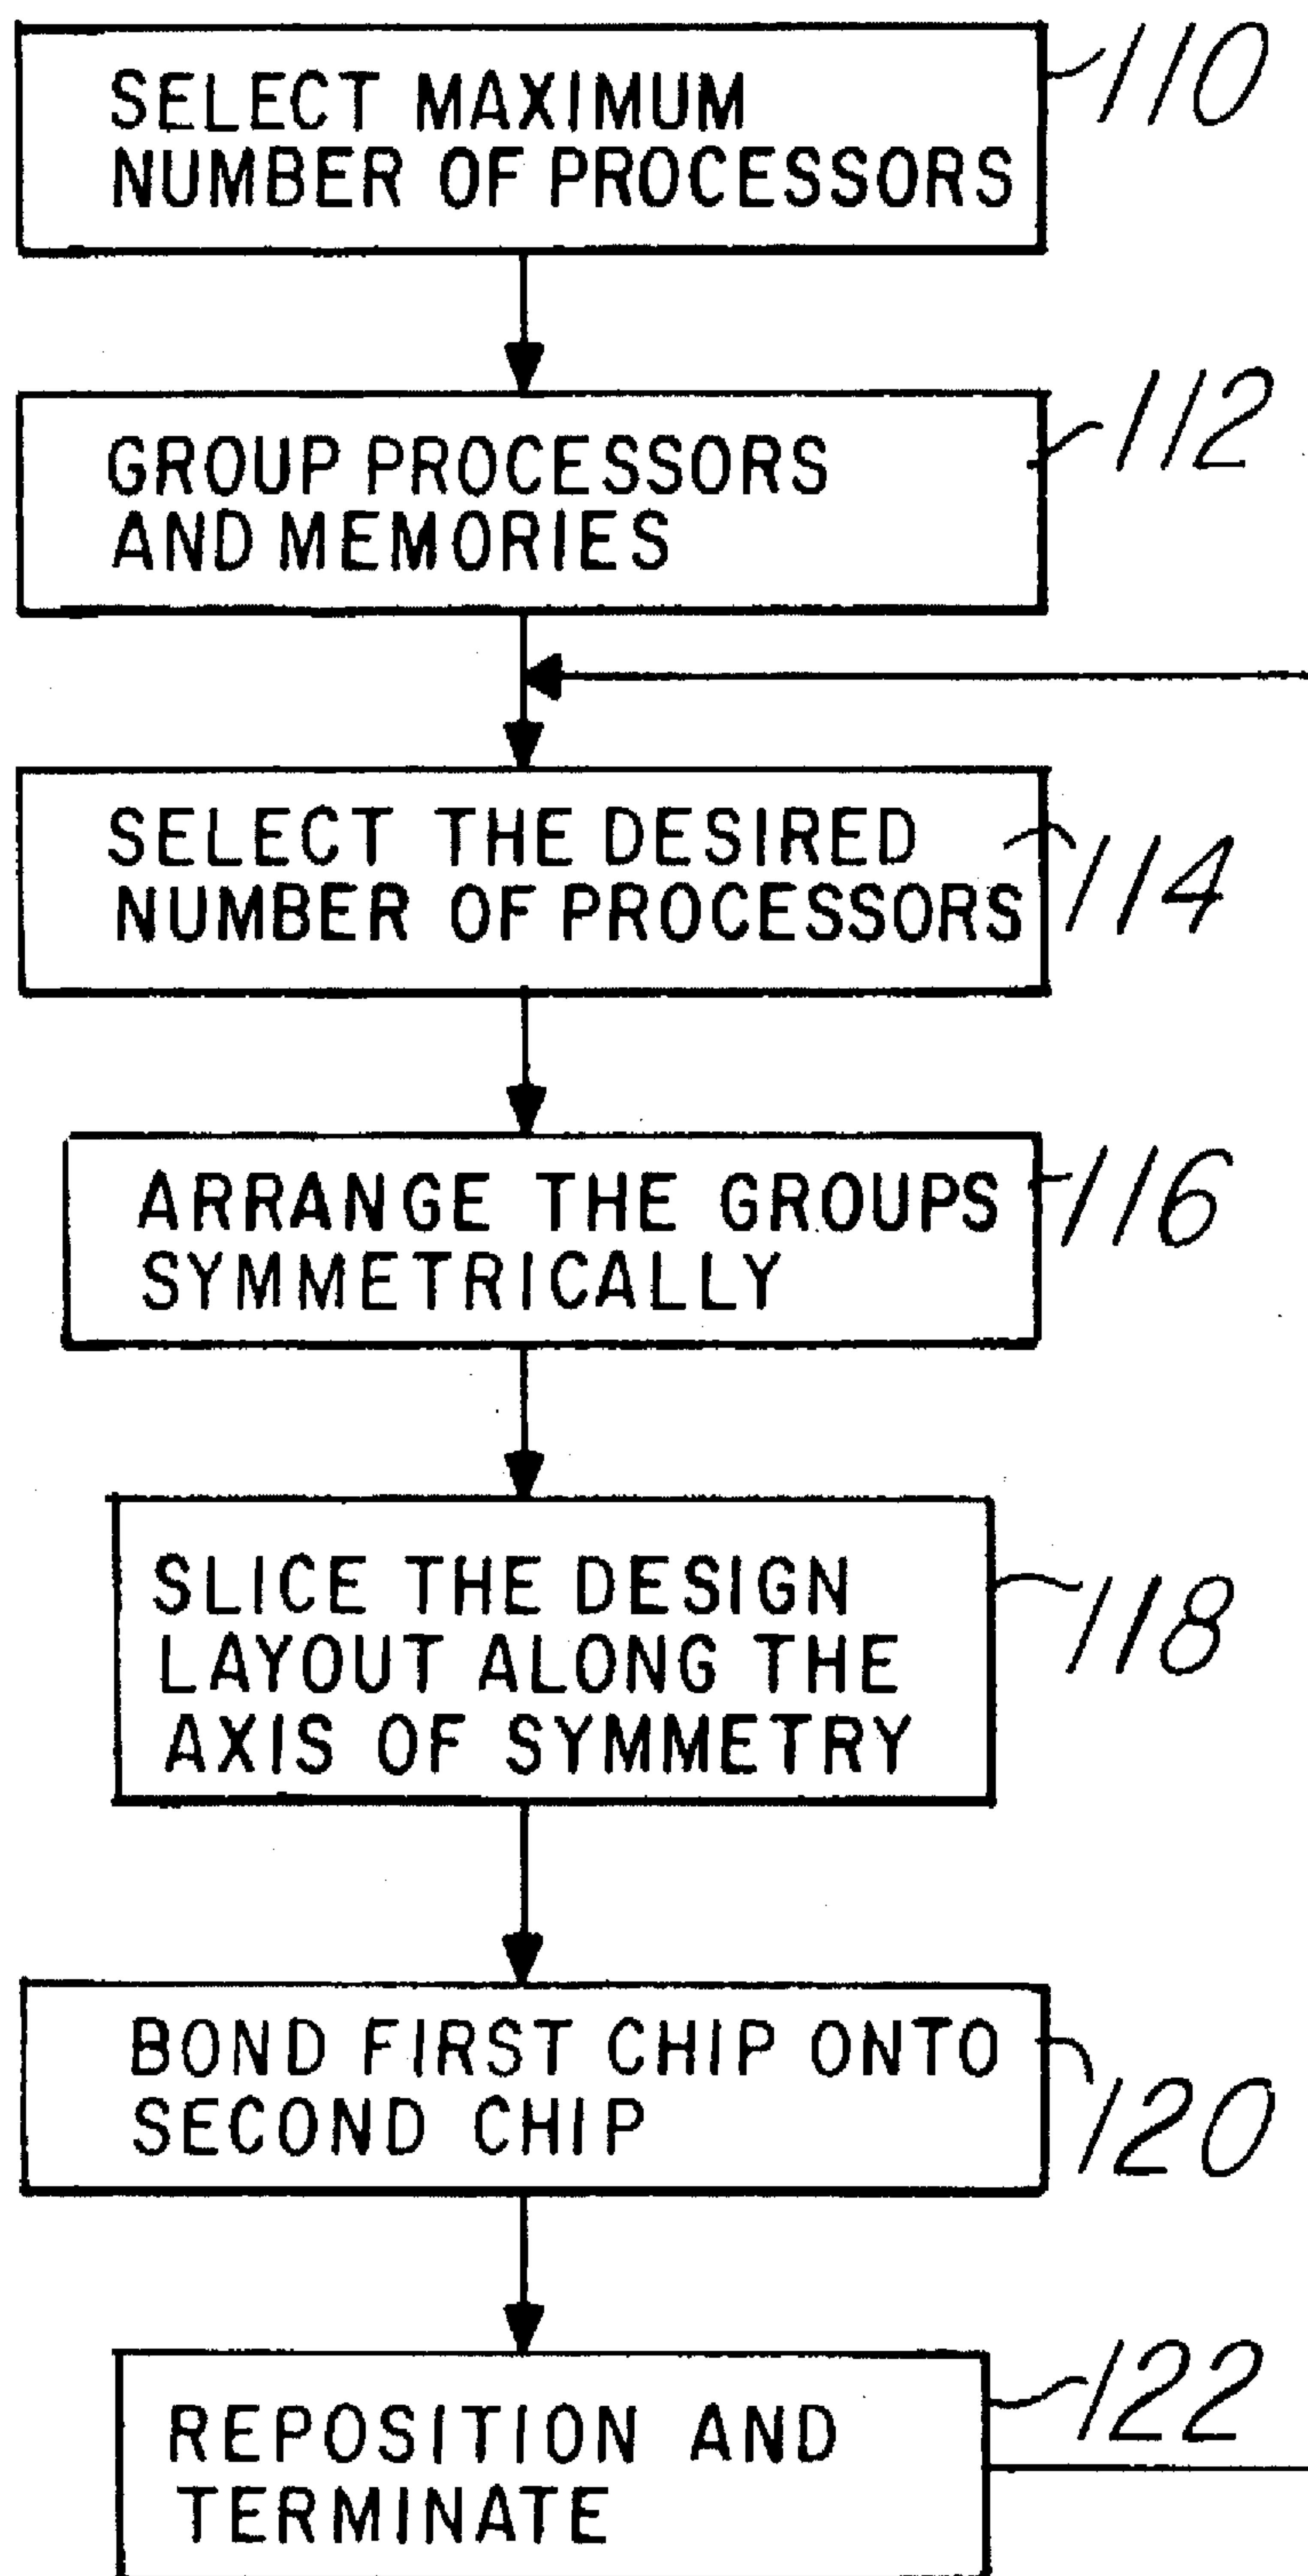 SELECT MAXIMUM
NUMBER OF PROCESSORS
110
GROUP PROCESSORS
AND MEMORIES
112
SELECT THE DESIRED
NUMBER OF PROCESSORS
114
ARRANGE THE GROUPS
SYMMETRICALLY
116
SLICE THE DESIGN
LAYOUT ALONG THE
AXIS OF SYMMETRY
118
BOND FIRST CHIP ONTO
SECOND CHIP
120
REPOSITION AND
TERMINATE
122